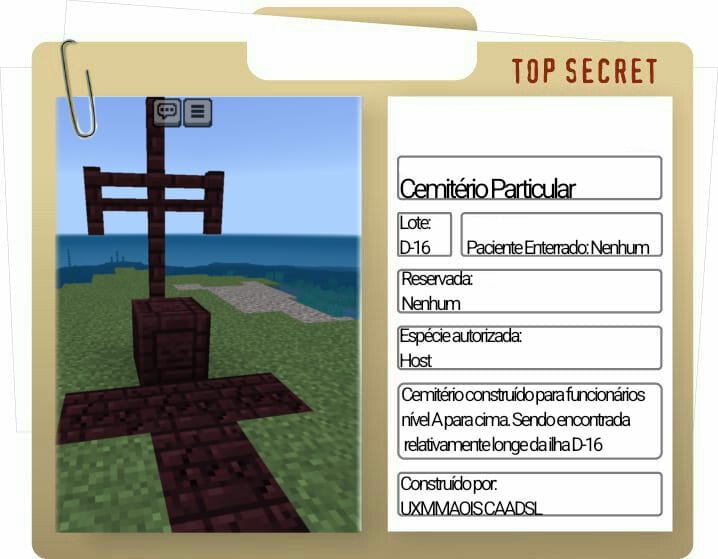 TOP SECRET
Cemitério Particular
Lote:
D-16
Paciente Enterrado: Nenhum
Reservada:
Nenhum
Espécie autorizada:
Host
Cemitério construído para funcionários
nível A para cima. Sendo encontrada
relativamente longe da ilha D-16
Construído por:
UXMMAOIS CAADSL